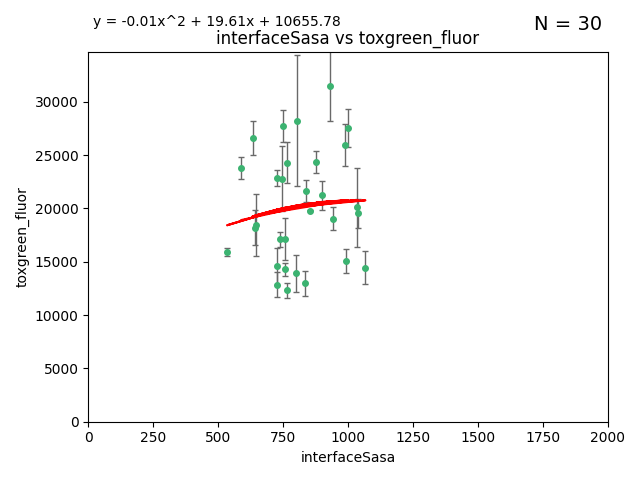 y = -0.01x^2 + 19.61x + 10655.78
N = 30
interfaceSasa vs toxgreen_fluor
toxgreen_fluor
30000
25000
20000
15000
10000
5000
0
0 250 500 750 1000 1250 1500 1750 2000
interfaceSasa